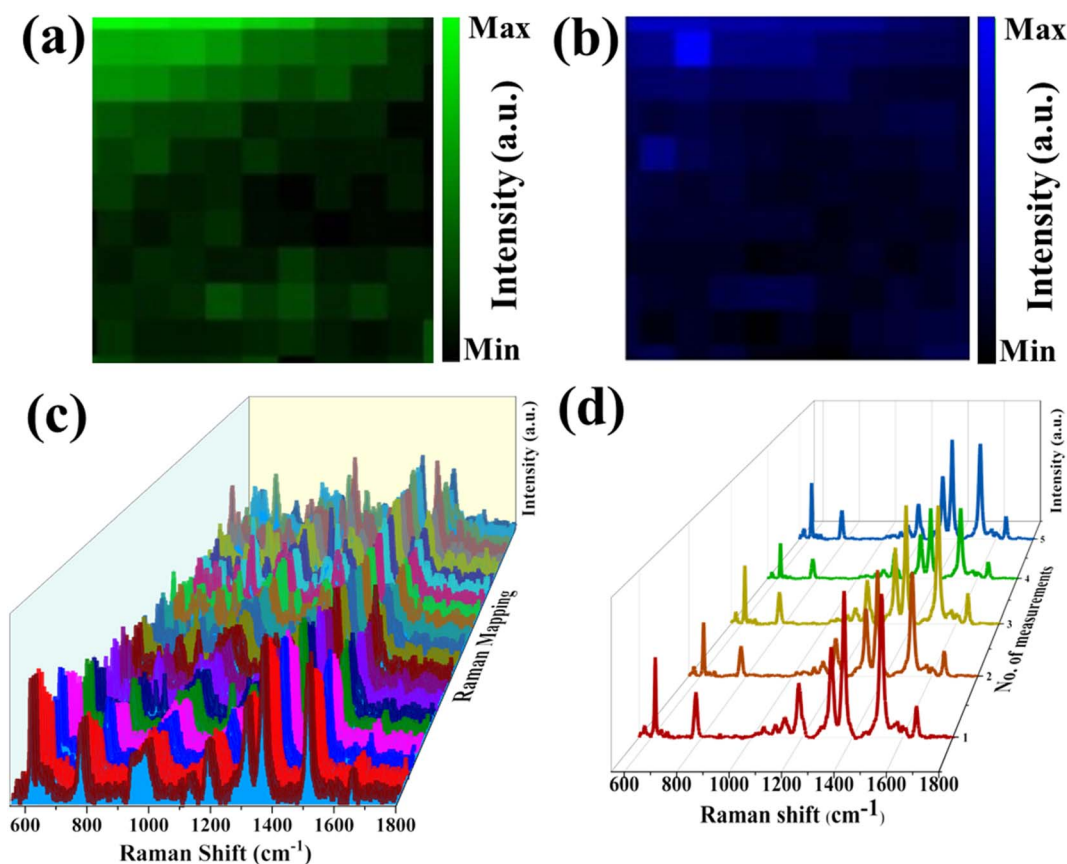 (a)
Max
Intensity (a.u.)
Min
(b)
Max
Intensity (a.u.)
Min
(c)
Intensity (a.u.)
Raman Mapping
600 800 1000 1200 1400 1600 1800
Raman Shift (cm-1)
(d)
Intensity (a.u.)
5
4
3
2
1
No. of measurements
600 800 1000 1200 1400 1600 1800
Raman shift (cm-1)